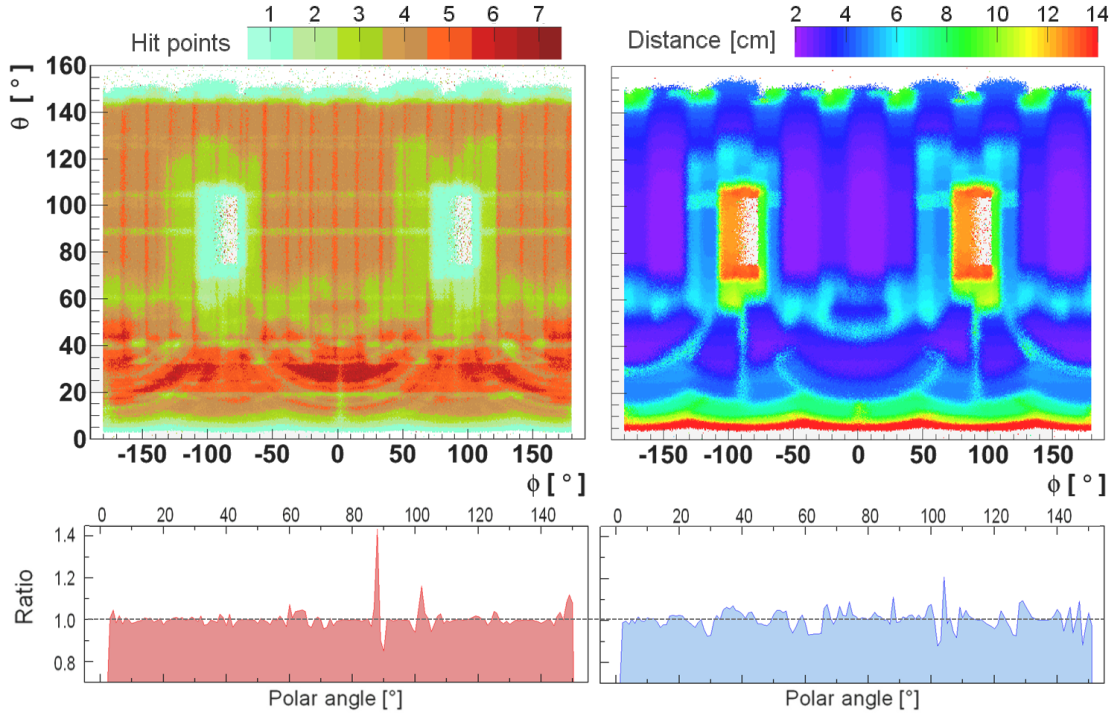 1 2 3 4 5 6 7
Hit points
2 4 6 8 10 12 14
Distance [cm]
θ [ ° ]
160
140
120
100
80
60
40
20
0
-150 -100 -50 0 50 100 150
ϕ [ ° ]
-150 -100 -50 0 50 100 150
ϕ [ ° ]
0 20 40 60 80 100 120 140
Ratio
1.4
1.2
1.0
0.8
Polar angle [°]
0 20 40 60 80 100 120 140
Polar angle [°]